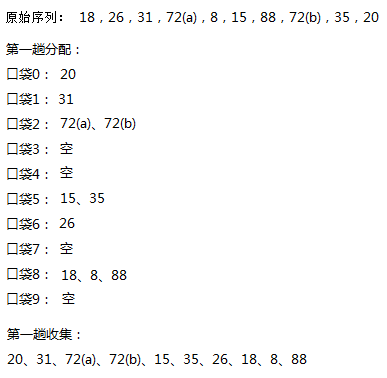 原始序列： 18，26，31，72(a)，8，15，88，72(b)，35，20
第一趟分配：
口袋0： 20
口袋1： 31
口袋2： 72(a)、72(b)
口袋3： 空
口袋4： 空
口袋5： 15、35
口袋6： 26
口袋7： 空
口袋8： 18、8、88
口袋9： 空
第一趟收集：
20、31、72(a)、72(b)、15、35、26、18、8、88